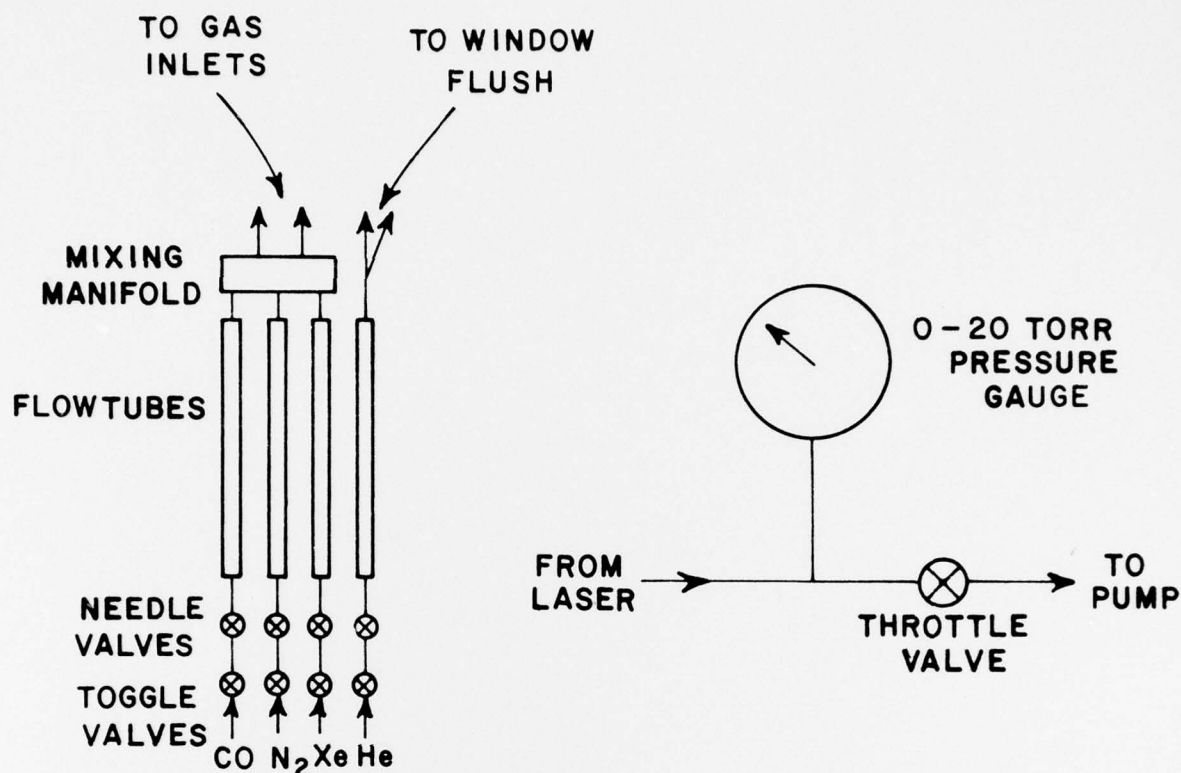 TO GAS
INLETS
TO WINDOW
FLUSH
MIXING
MANIFOLD
FLOWTUBES
NEEDLE
VALVES
TOGGLE
VALVES
CO N₂ Xe He
0-20 TORR
PRESSURE
GAUGE
FROM
LASER
THROTTLE
VALVE
TO
PUMP